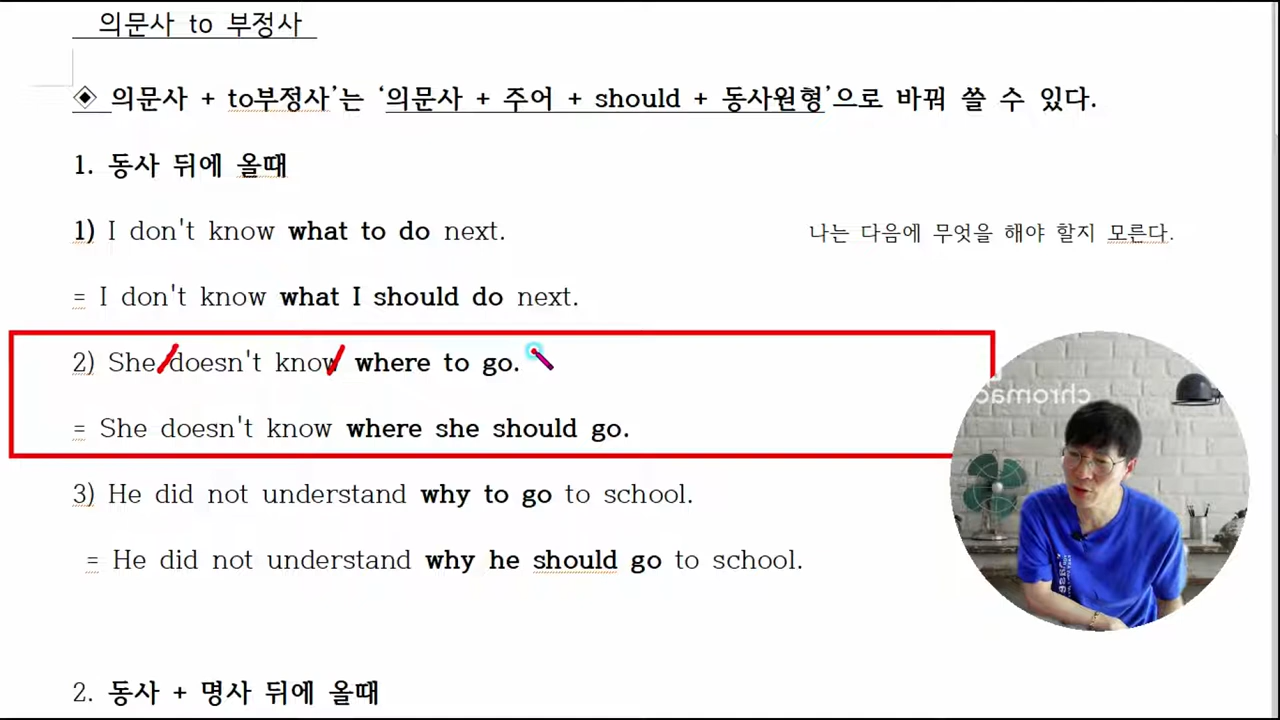 의문사 to 부정사
◈ 의문사 + to부정사’는 ‘의문사 + 주어 + should + 동사원형’으로 바꿔 쓸 수 있다.
1. 동사 뒤에 올때
1) I don't know what to do next. 나는 다음에 무엇을 해야 할지 모른다.
= I don't know what I should do next.
2) She doesn't know where to go.
= She doesn't know where she should go.
3) He did not understand why to go to school.
= He did not understand why he should go to school.
2. 동사 + 명사 뒤에 올때